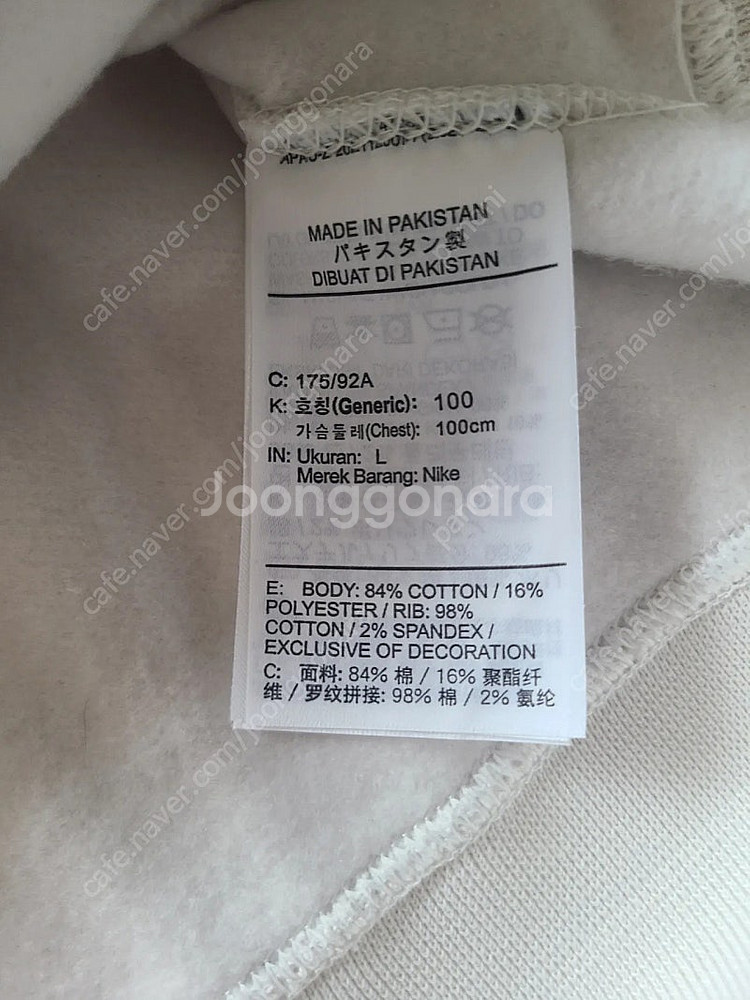 MADE IN PAKISTAN
パキスタン製
DIBUAT DI PAKISTAN
C: 175/92A
K: 호칭(Generic): 100
가슴둘레(Chest): 100cm
IN: Ukuran: L
Merek Barang: Nike
Joonggonara
E: BODY: 84% COTTON / 16%
POLYESTER / RIB: 98%
COTTON / 2% SPANDEX /
EXCLUSIVE OF DECORATION
C: 面料: 84% 棉 / 16% 聚酯纤
维 / 罗纹拼接: 98% 棉 / 2% 氨纶
cafe.naver.com/joonggonara